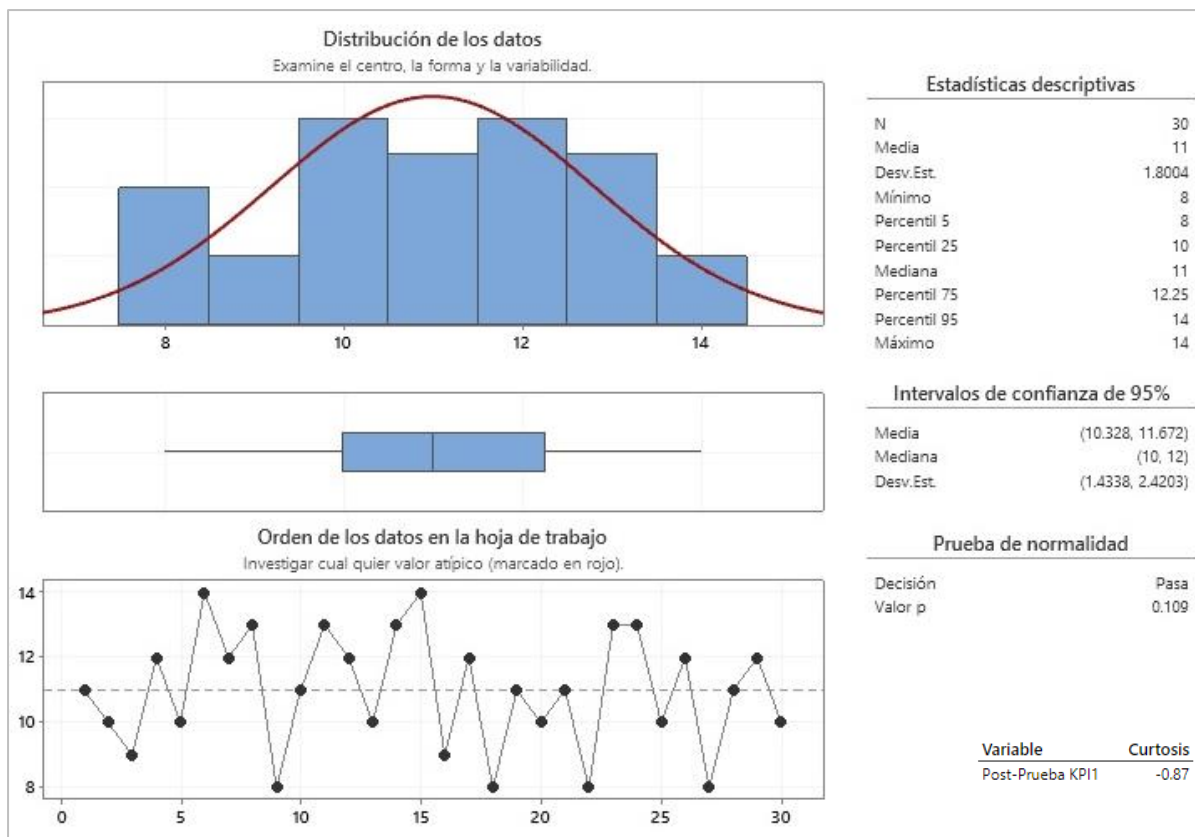 Distribución de los datos
Examine el centro, la forma y la variabilidad.
8 10 12 14
Estadísticas descriptivas
N 30
Media 11
Desv.Est. 1.8004
Mínimo 8
Percentil 5 8
Percentil 25 10
Mediana 11
Percentil 75 12.25
Percentil 95 14
Máximo 14
Intervalos de confianza de 95%
Media (10.328, 11.672)
Mediana (10, 12)
Desv.Est. (1.4338, 2.4203)
Orden de los datos en la hoja de trabajo
Investigar cual quier valor atípico (marcado en rojo).
14
12
10
8
0 5 10 15 20 25 30
Prueba de normalidad
Decisión Pasa
Valor p 0.109
Variable Curtosis
Post-Prueba KPI1 -0.87